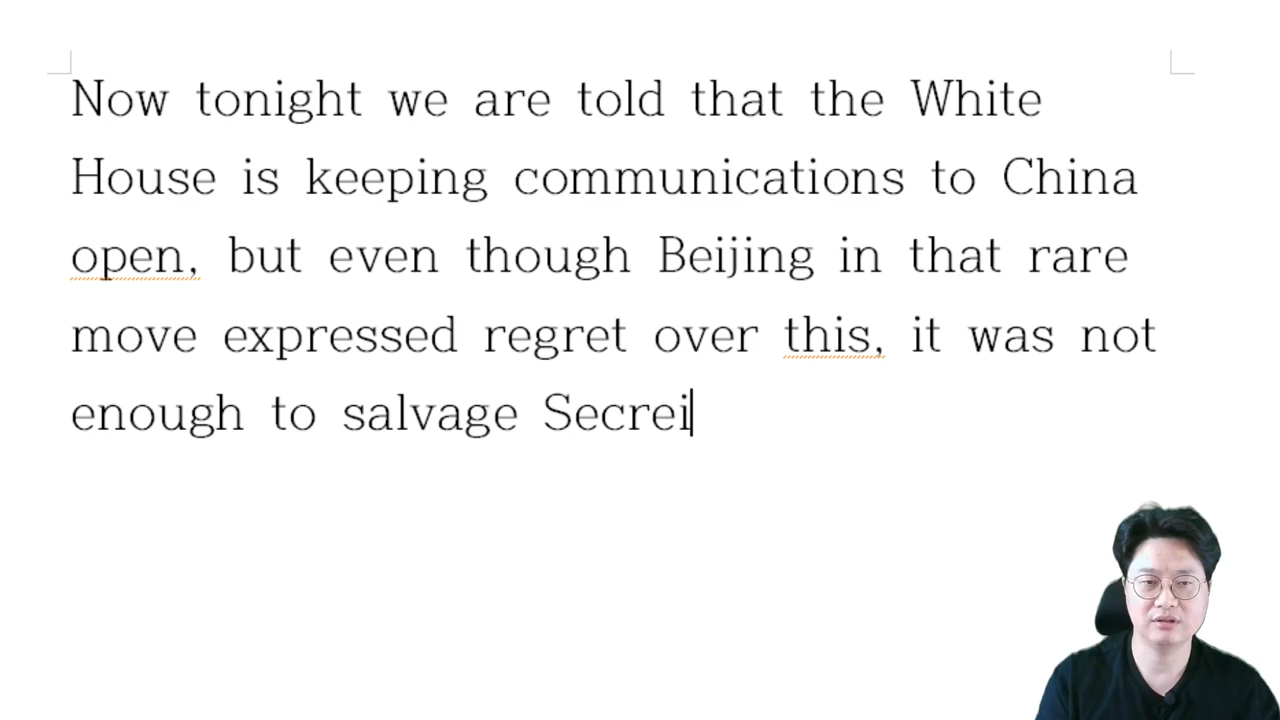 Now tonight we are told that the White
House is keeping communications to China
open, but even though Beijing in that rare
move expressed regret over this, it was not
enough to salvage Secrei